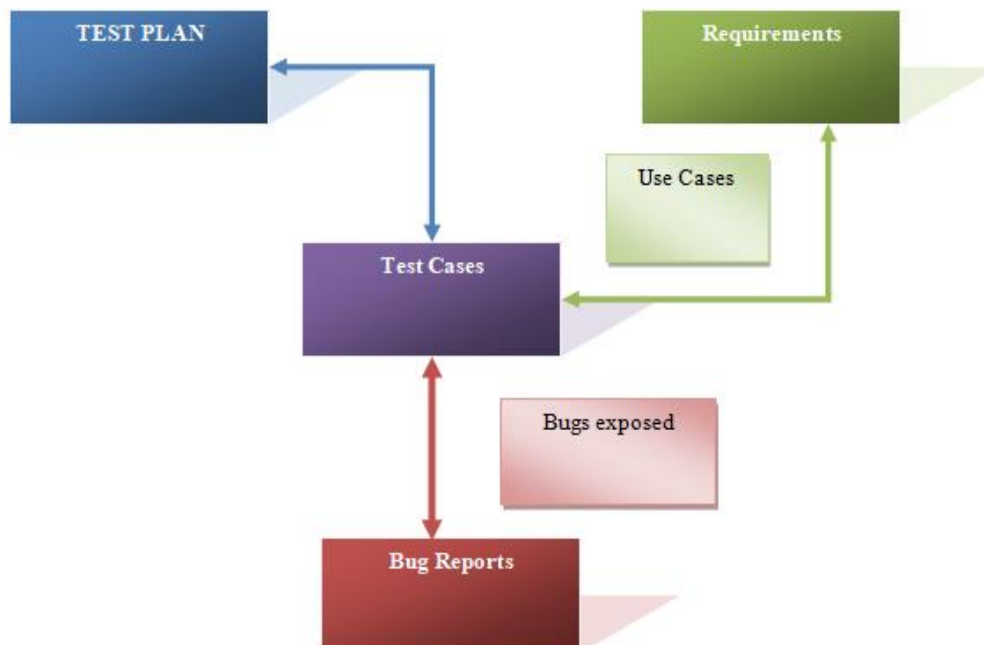 TEST PLAN
Requirements
Use Cases
Test Cases
Bugs exposed
Bug Reports